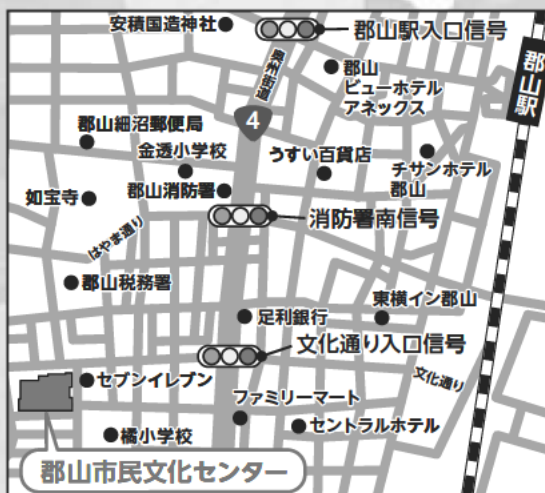 安積国造神社
郡山駅入口信号
奥州街道
郡山
ビューホテル
アネックス
郡山駅
4
郡山細沼郵便局
金透小学校
うすい百貨店
チサンホテル
郡山
如宝寺
郡山消防署
消防署南信号
はやま通り
郡山税務署
足利銀行
東横イン郡山
文化通り入口信号
文化通り
セブンイレブン
ファミリーマート
セントラルホテル
橘小学校
郡山市民文化センター